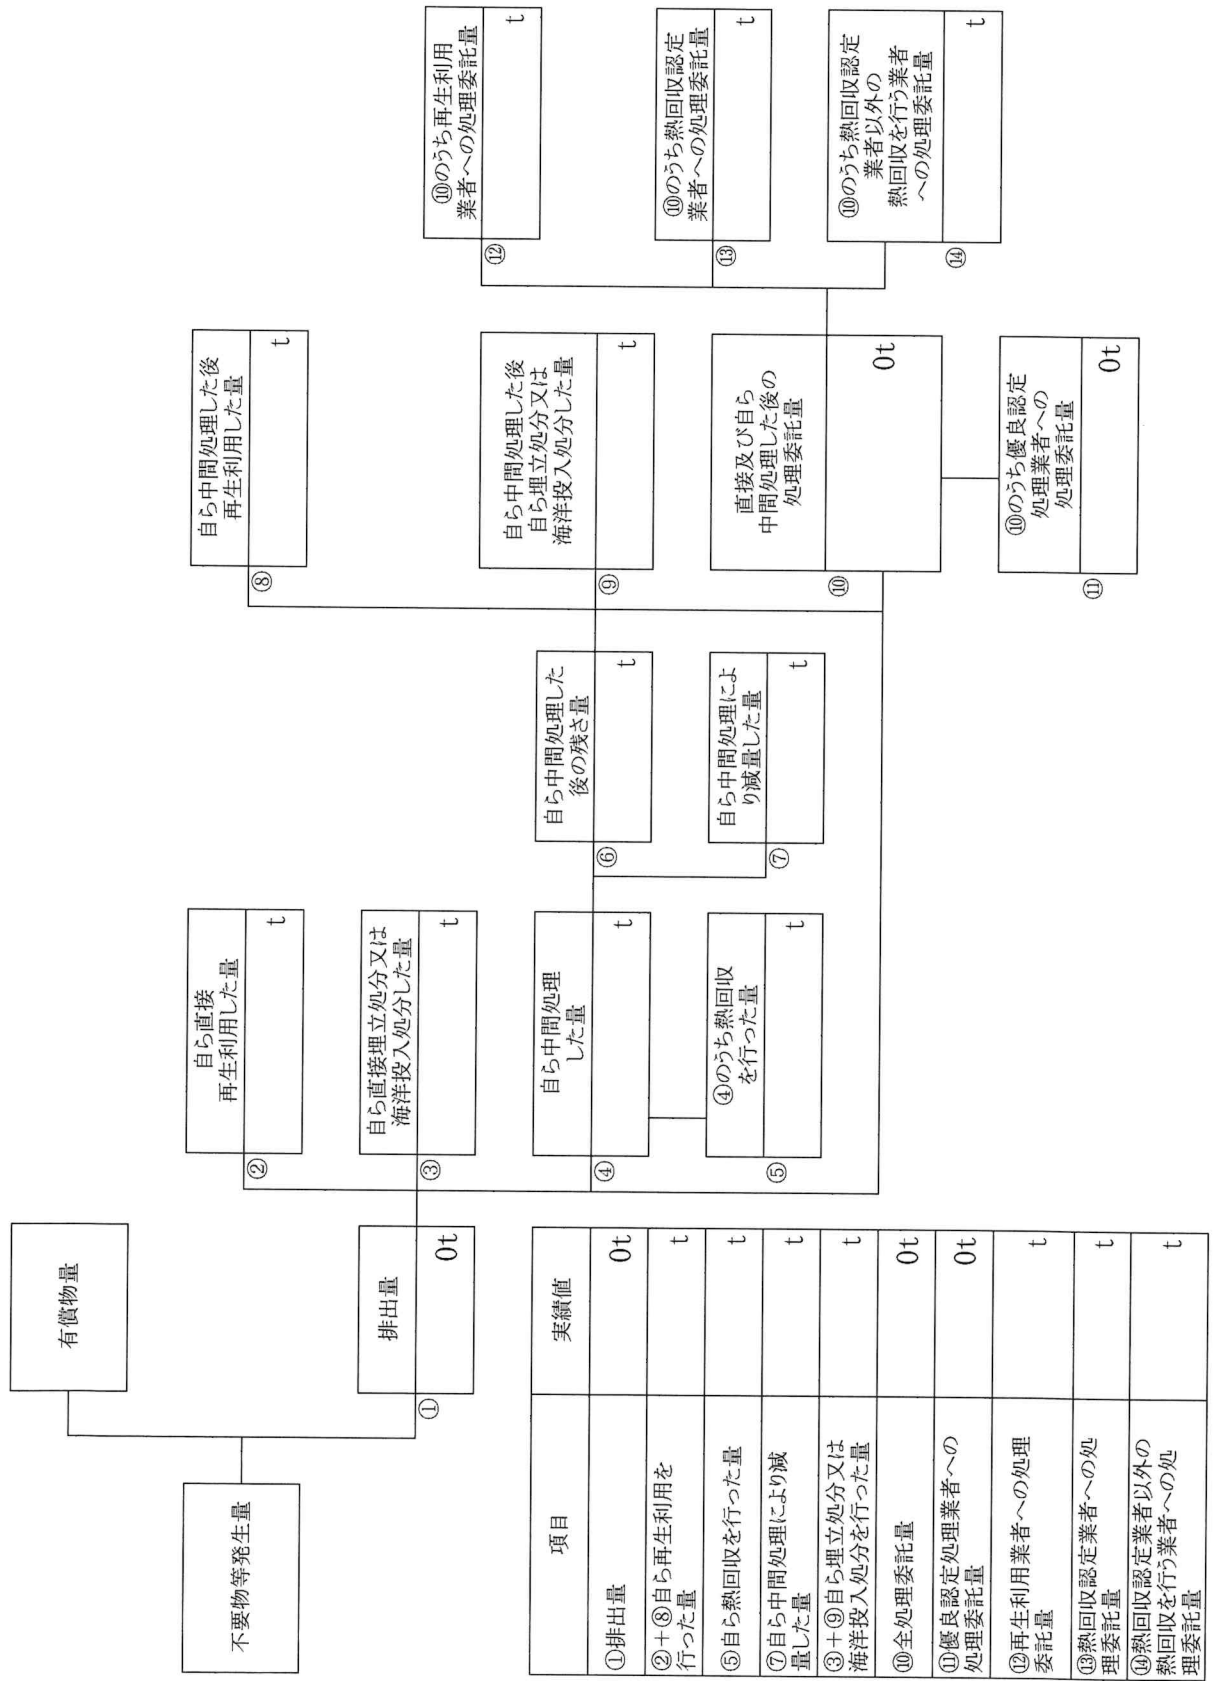 有償物量
不要物等発生量
①
排出量
0t
②
自ら直接
再生利用した量
t
③
自ら直接埋立処分又は
海洋投入処分した量
t
④
自ら中間処理
した量
t
⑤
④のうち熱回収
を行った量
t
⑥
自ら中間処理した
後の残さ量
t
⑦
自ら中間処理によ
り減量した量
t
⑧
自ら中間処理した後
再生利用した量
t
⑨
自ら中間処理した後
自ら埋立処分又は
海洋投入処分した量
t
⑩
直接及び自ら
中間処理した後の
処理委託量
0t
⑪
⑩のうち優良認定
処理業者への
処理委託量
0t
⑫
⑩のうち再生利用
業者への処理委託量
t
⑬
⑩のうち熱回収認定
業者への処理委託量
t
⑭
⑩のうち熱回収認定
業者以外の
熱回収を行う業者
への処理委託量
t
項目
実績値
①排出量
0t
②+⑧自ら再生利用を
行った量
t
⑤自ら熱回収を行った量
t
⑦自ら中間処理により減
量した量
t
③+⑨自ら埋立処分又は
海洋投入処分を行った量
t
⑩全処理委託量
0t
⑪優良認定処理業者への
処理委託量
0t
⑫再生利用業者への処理
委託量
t
⑬熱回収認定業者への処
理委託量
t
⑭熱回収認定業者以外の
熱回収を行う業者への処
理委託量
t